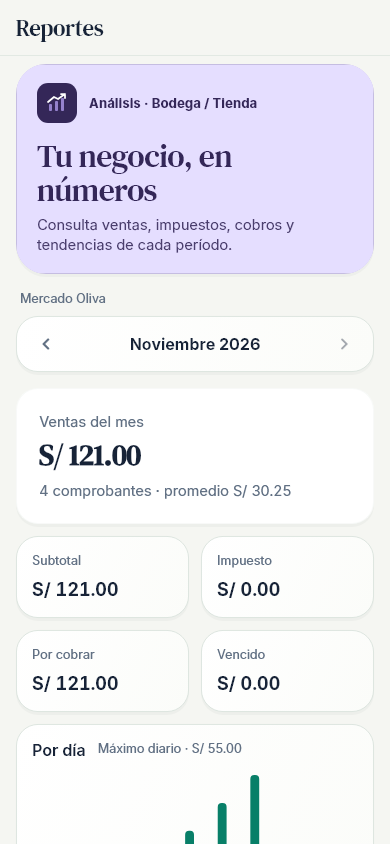 Reportes
Análisis · Bodega / Tienda
Tu negocio, en
números
Consulta ventas, impuestos, cobros y
tendencias de cada período.
Mercado Oliva
Noviembre 2026
Ventas del mes
S/ 121.00
4 comprobantes · promedio S/ 30.25
Subtotal
S/ 121.00
Impuesto
S/ 0.00
Por cobrar
S/ 121.00
Vencido
S/ 0.00
Por día Máximo diario · S/ 55.00